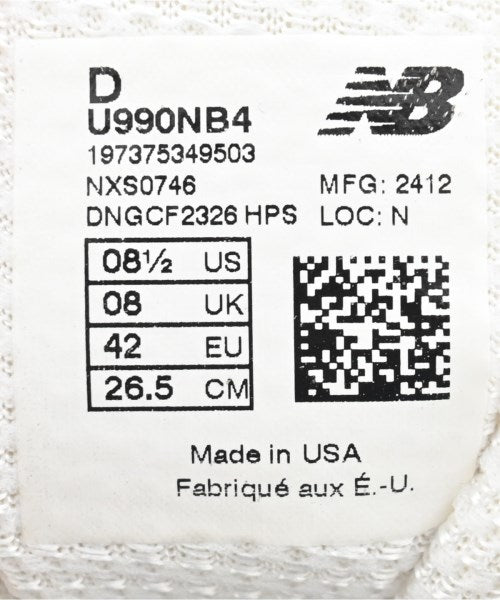 D
U990NB4
197375349503
NXS0746 MFG: 2412
DNGCF2326 HPS LOC: N
08½ US
08 UK
42 EU
26.5 CM
Made in USA
Fabriqué aux É.-U.
NB